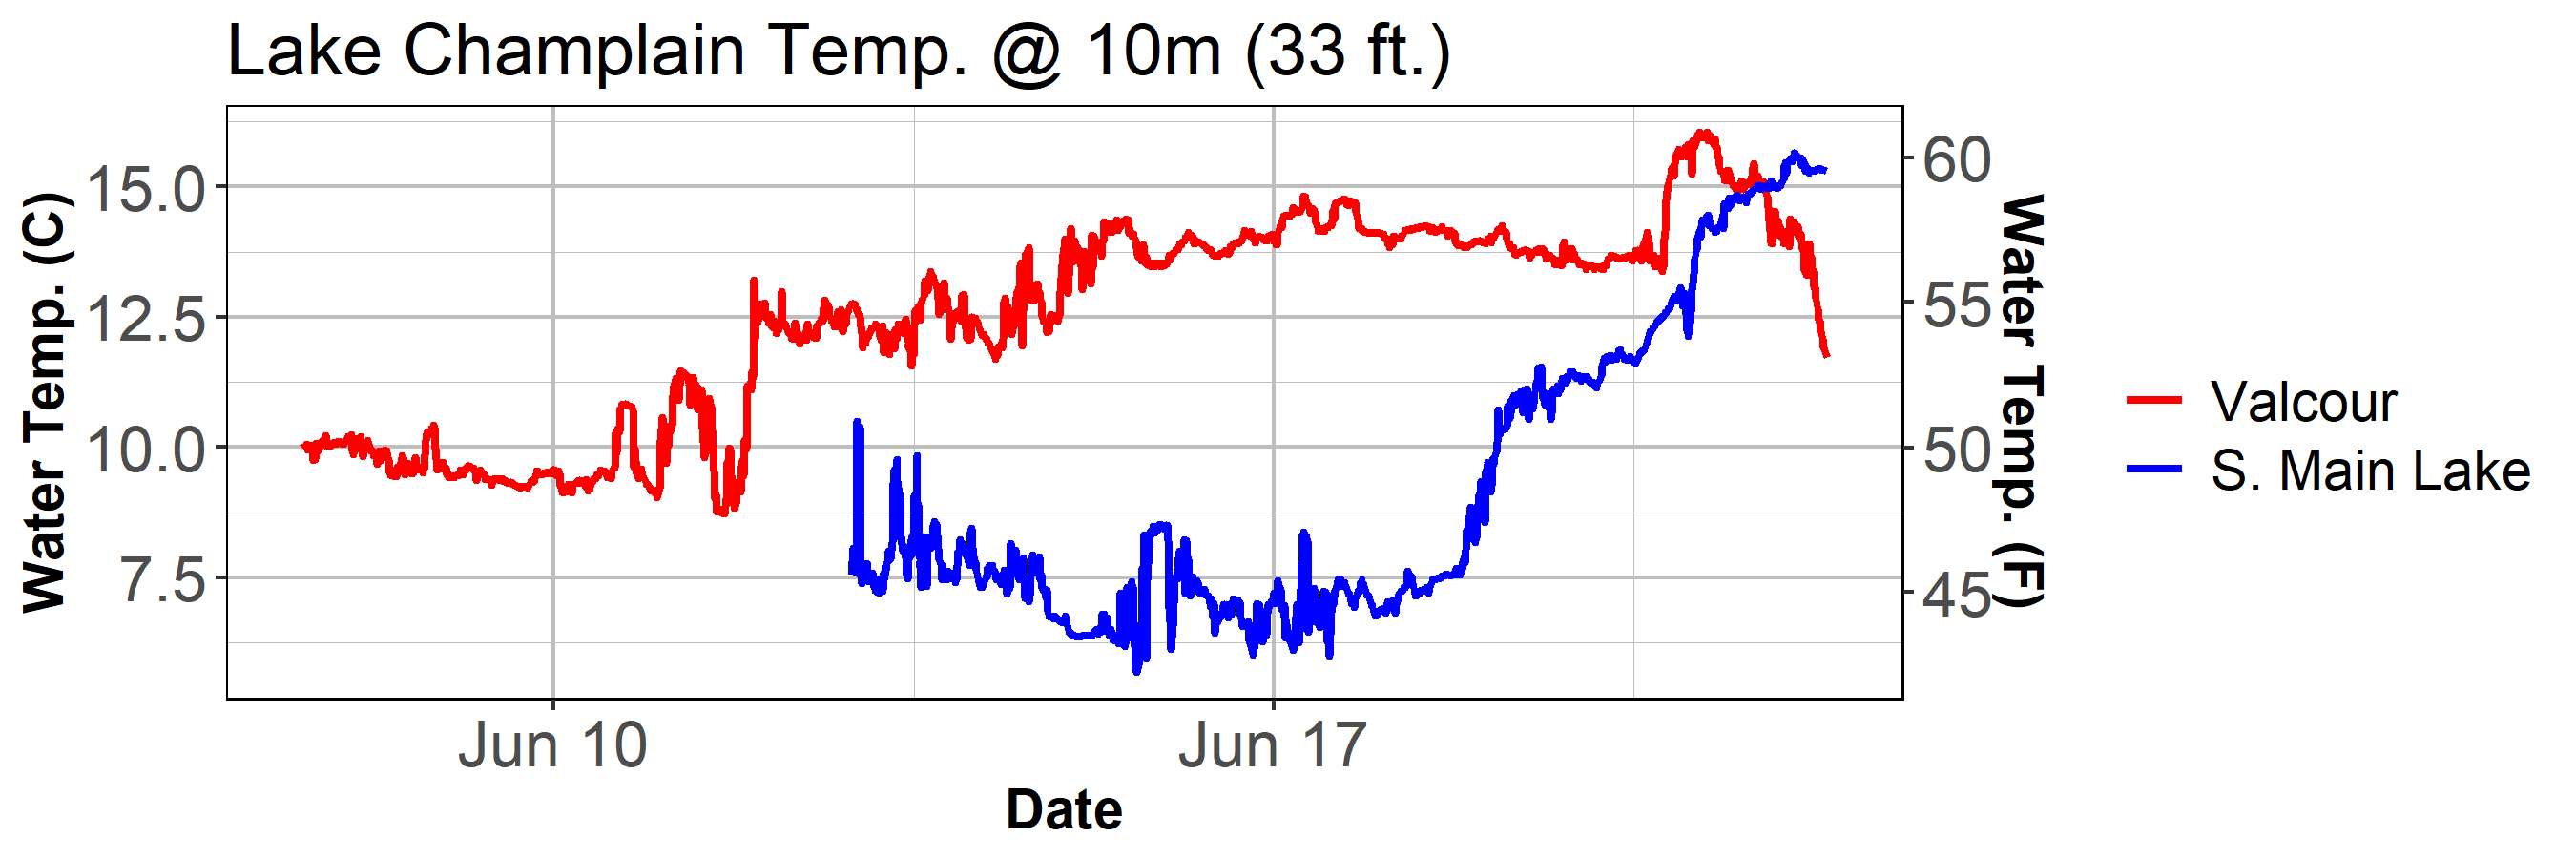 Lake Champlain Temp. @ 10m (33 ft.)
Water Temp. (C)
15.0
12.5
10.0
7.5
60
55
50
45
Water Temp. (F)
Jun 10
Jun 17
Date
Valcour
S. Main Lake